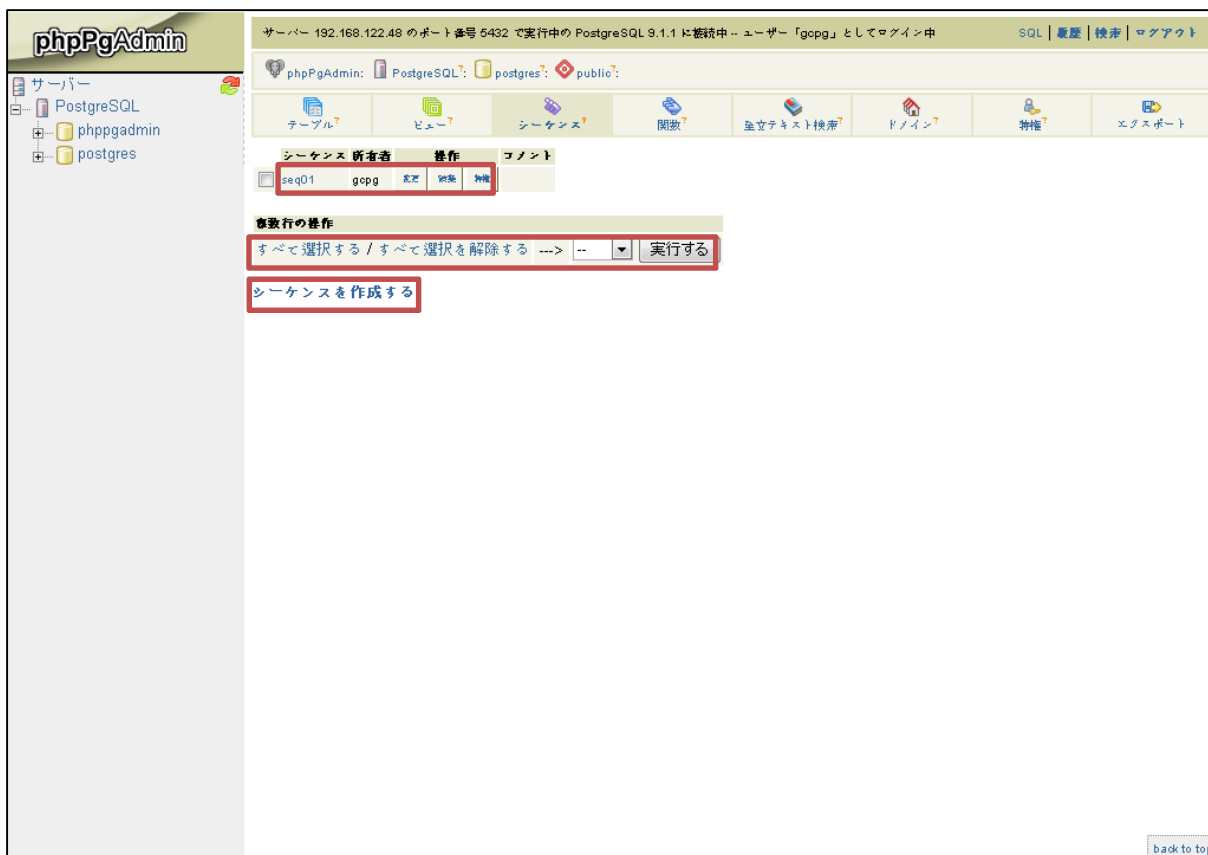 phpPgAdmin
サーバー 192.168.122.48 のポート番号 5432 で実行中の PostgreSQL 9.1.1 に接続中 -- ユーザー「gcpg」としてログイン中
SQL | 履歴 | 検索 | ログアウト
phpPgAdmin: PostgreSQL?: postgres?: public?:
サーバー
PostgreSQL
phppgadmin
postgres
テーブル? ビュー? シーケンス? 関数? 全文テキスト検索? ドメイン? 特権? エクスポート
シーケンス 所有者 操作 コメント
seq01 gcpg 変更 破棄 特権
複数行の操作
すべて選択する / すべて選択を解除する ---> -- 実行する
シーケンスを作成する
back to top